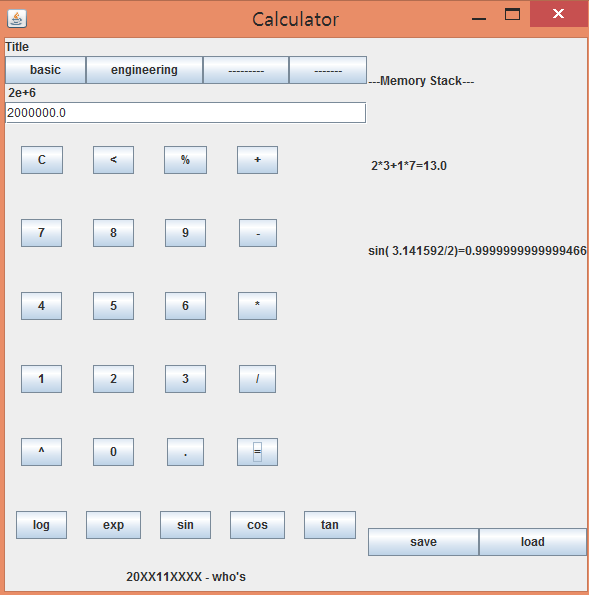 Calculator
Title
basic engineering --------- -------
---Memory Stack---
2e+6
2000000.0
C < % +
2*3+1*7=13.0
7 8 9 -
sin( 3.141592/2)=0.9999999999999466
4 5 6 *
1 2 3 /
^ 0 . =
log exp sin cos tan
save load
20XX11XXXX - who's